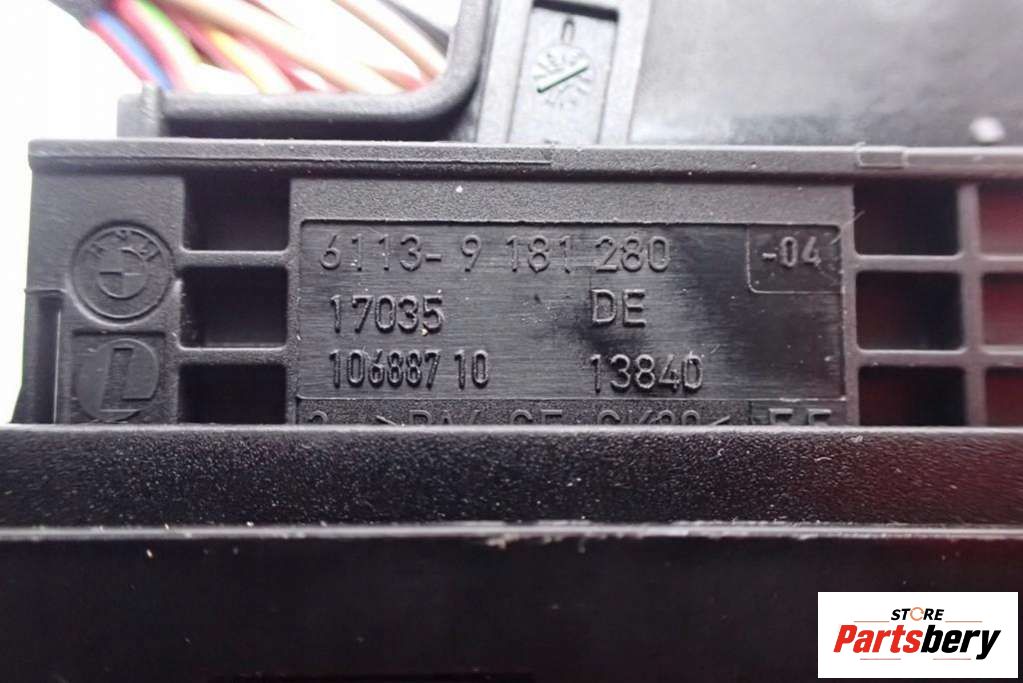 6113-9 181 280 -04
17035 DE
10688710 13840
STORE
Partsbery